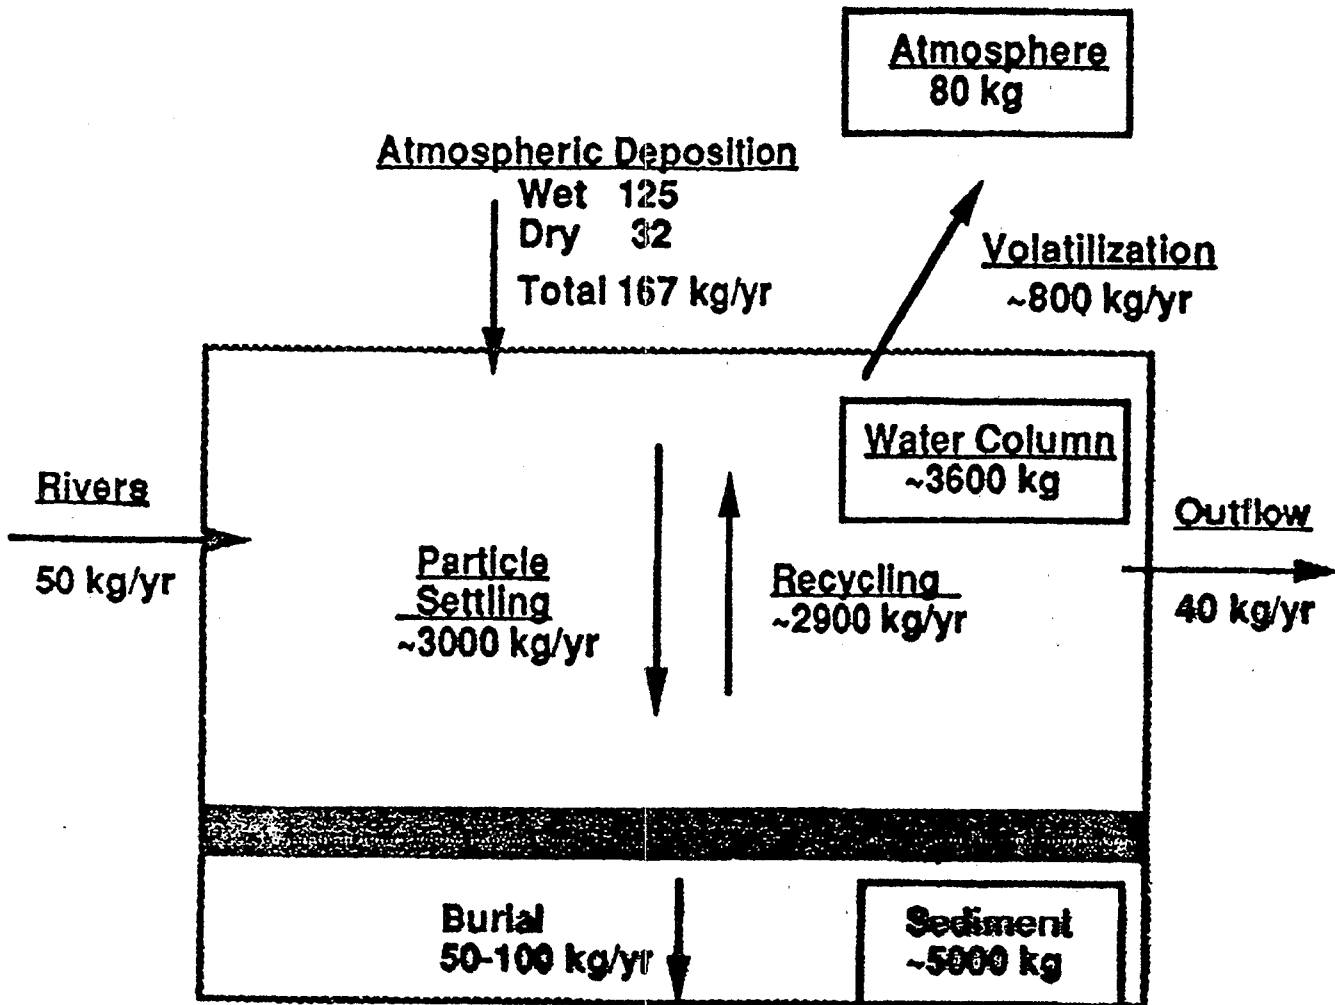 Atmosphere
80 kg
Atmospheric Deposition
Wet 125
Dry 32
Total 167 kg/yr
Volatilization
~800 kg/yr
Water Column
~3600 kg
Rivers
50 kg/yr
Outflow
40 kg/yr
Particle
Settling
~3000 kg/yr
Recycling
~2900 kg/yr
Burial
50-100 kg/yr
Sediment
~5000 kg